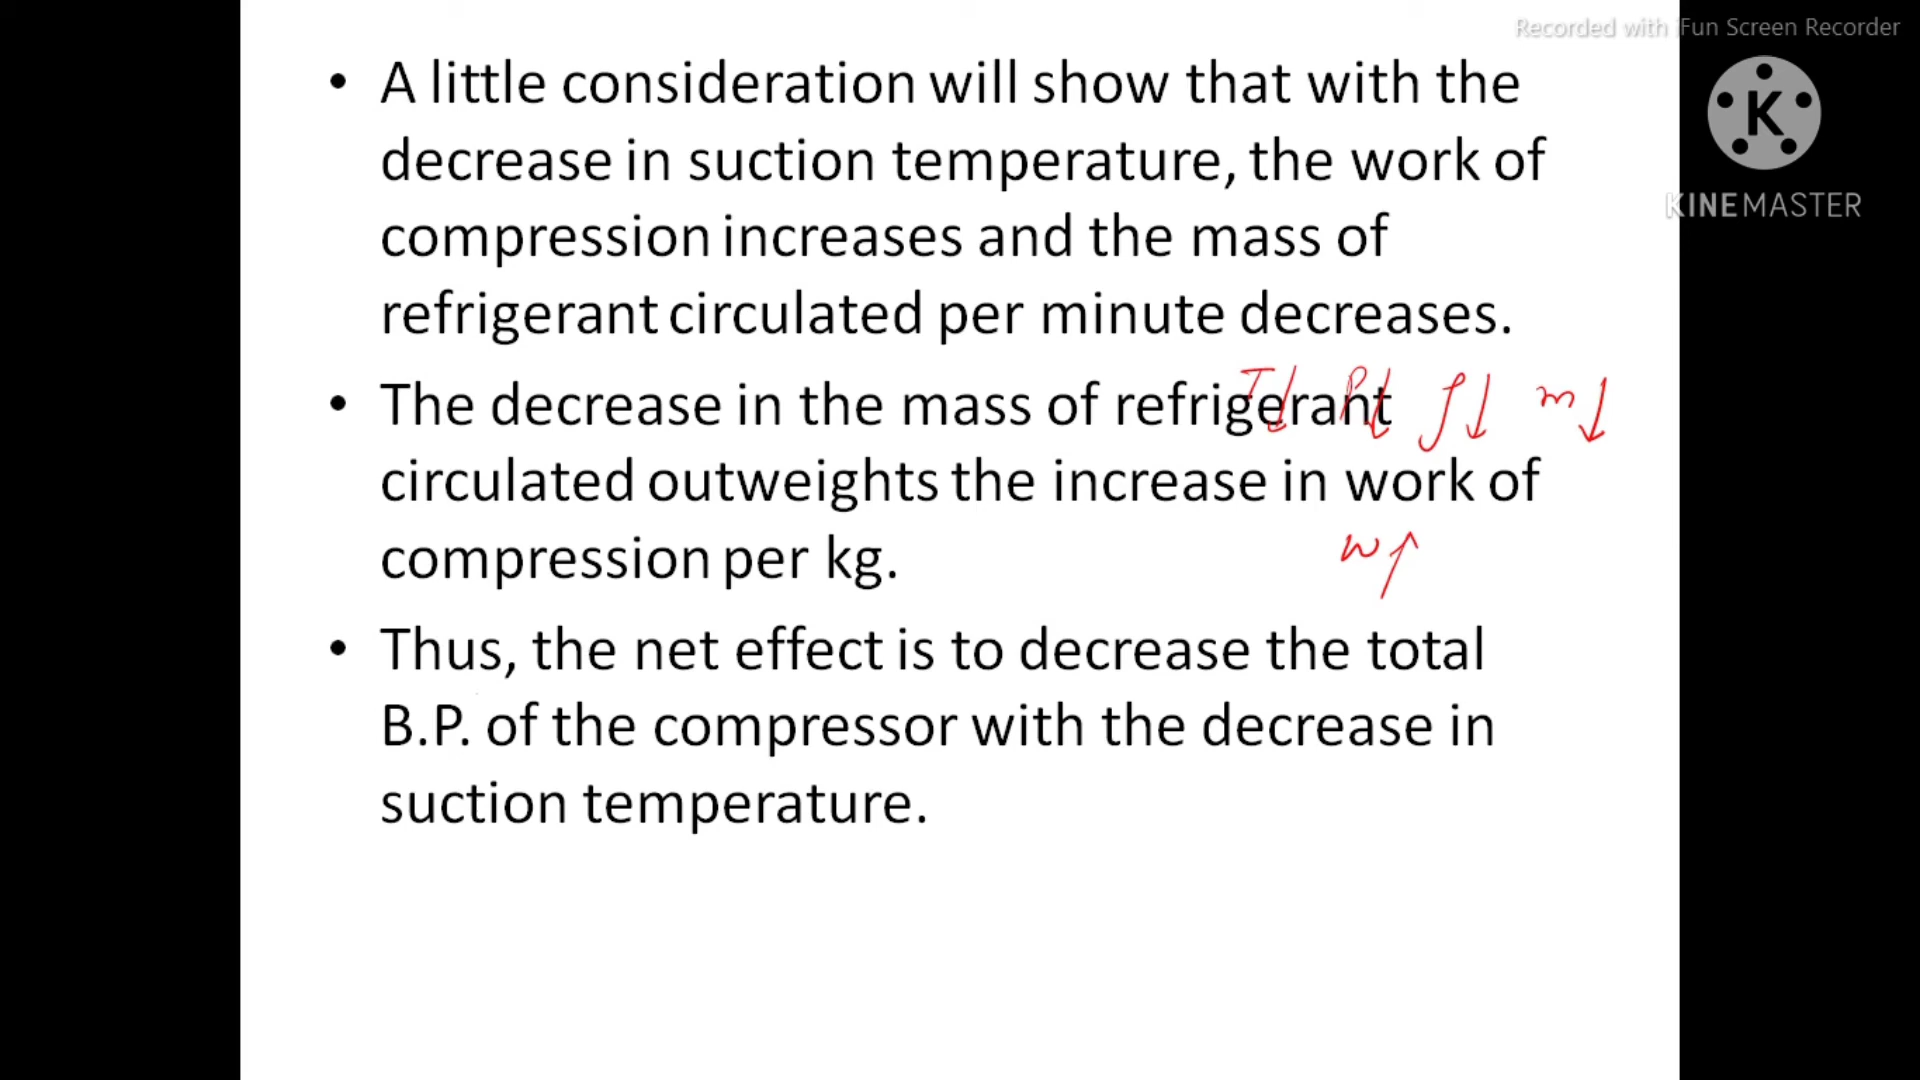 Recorded with iFun Screen Recorder
K
KINEMASTER
• A little consideration will show that with the
decrease in suction temperature, the work of
compression increases and the mass of
refrigerant circulated per minute decreases.
T↓ P↓ ρ↓ m↓
• The decrease in the mass of refrigerant
circulated outweights the increase in work of
w↑
compression per kg.
• Thus, the net effect is to decrease the total
B.P. of the compressor with the decrease in
suction temperature.